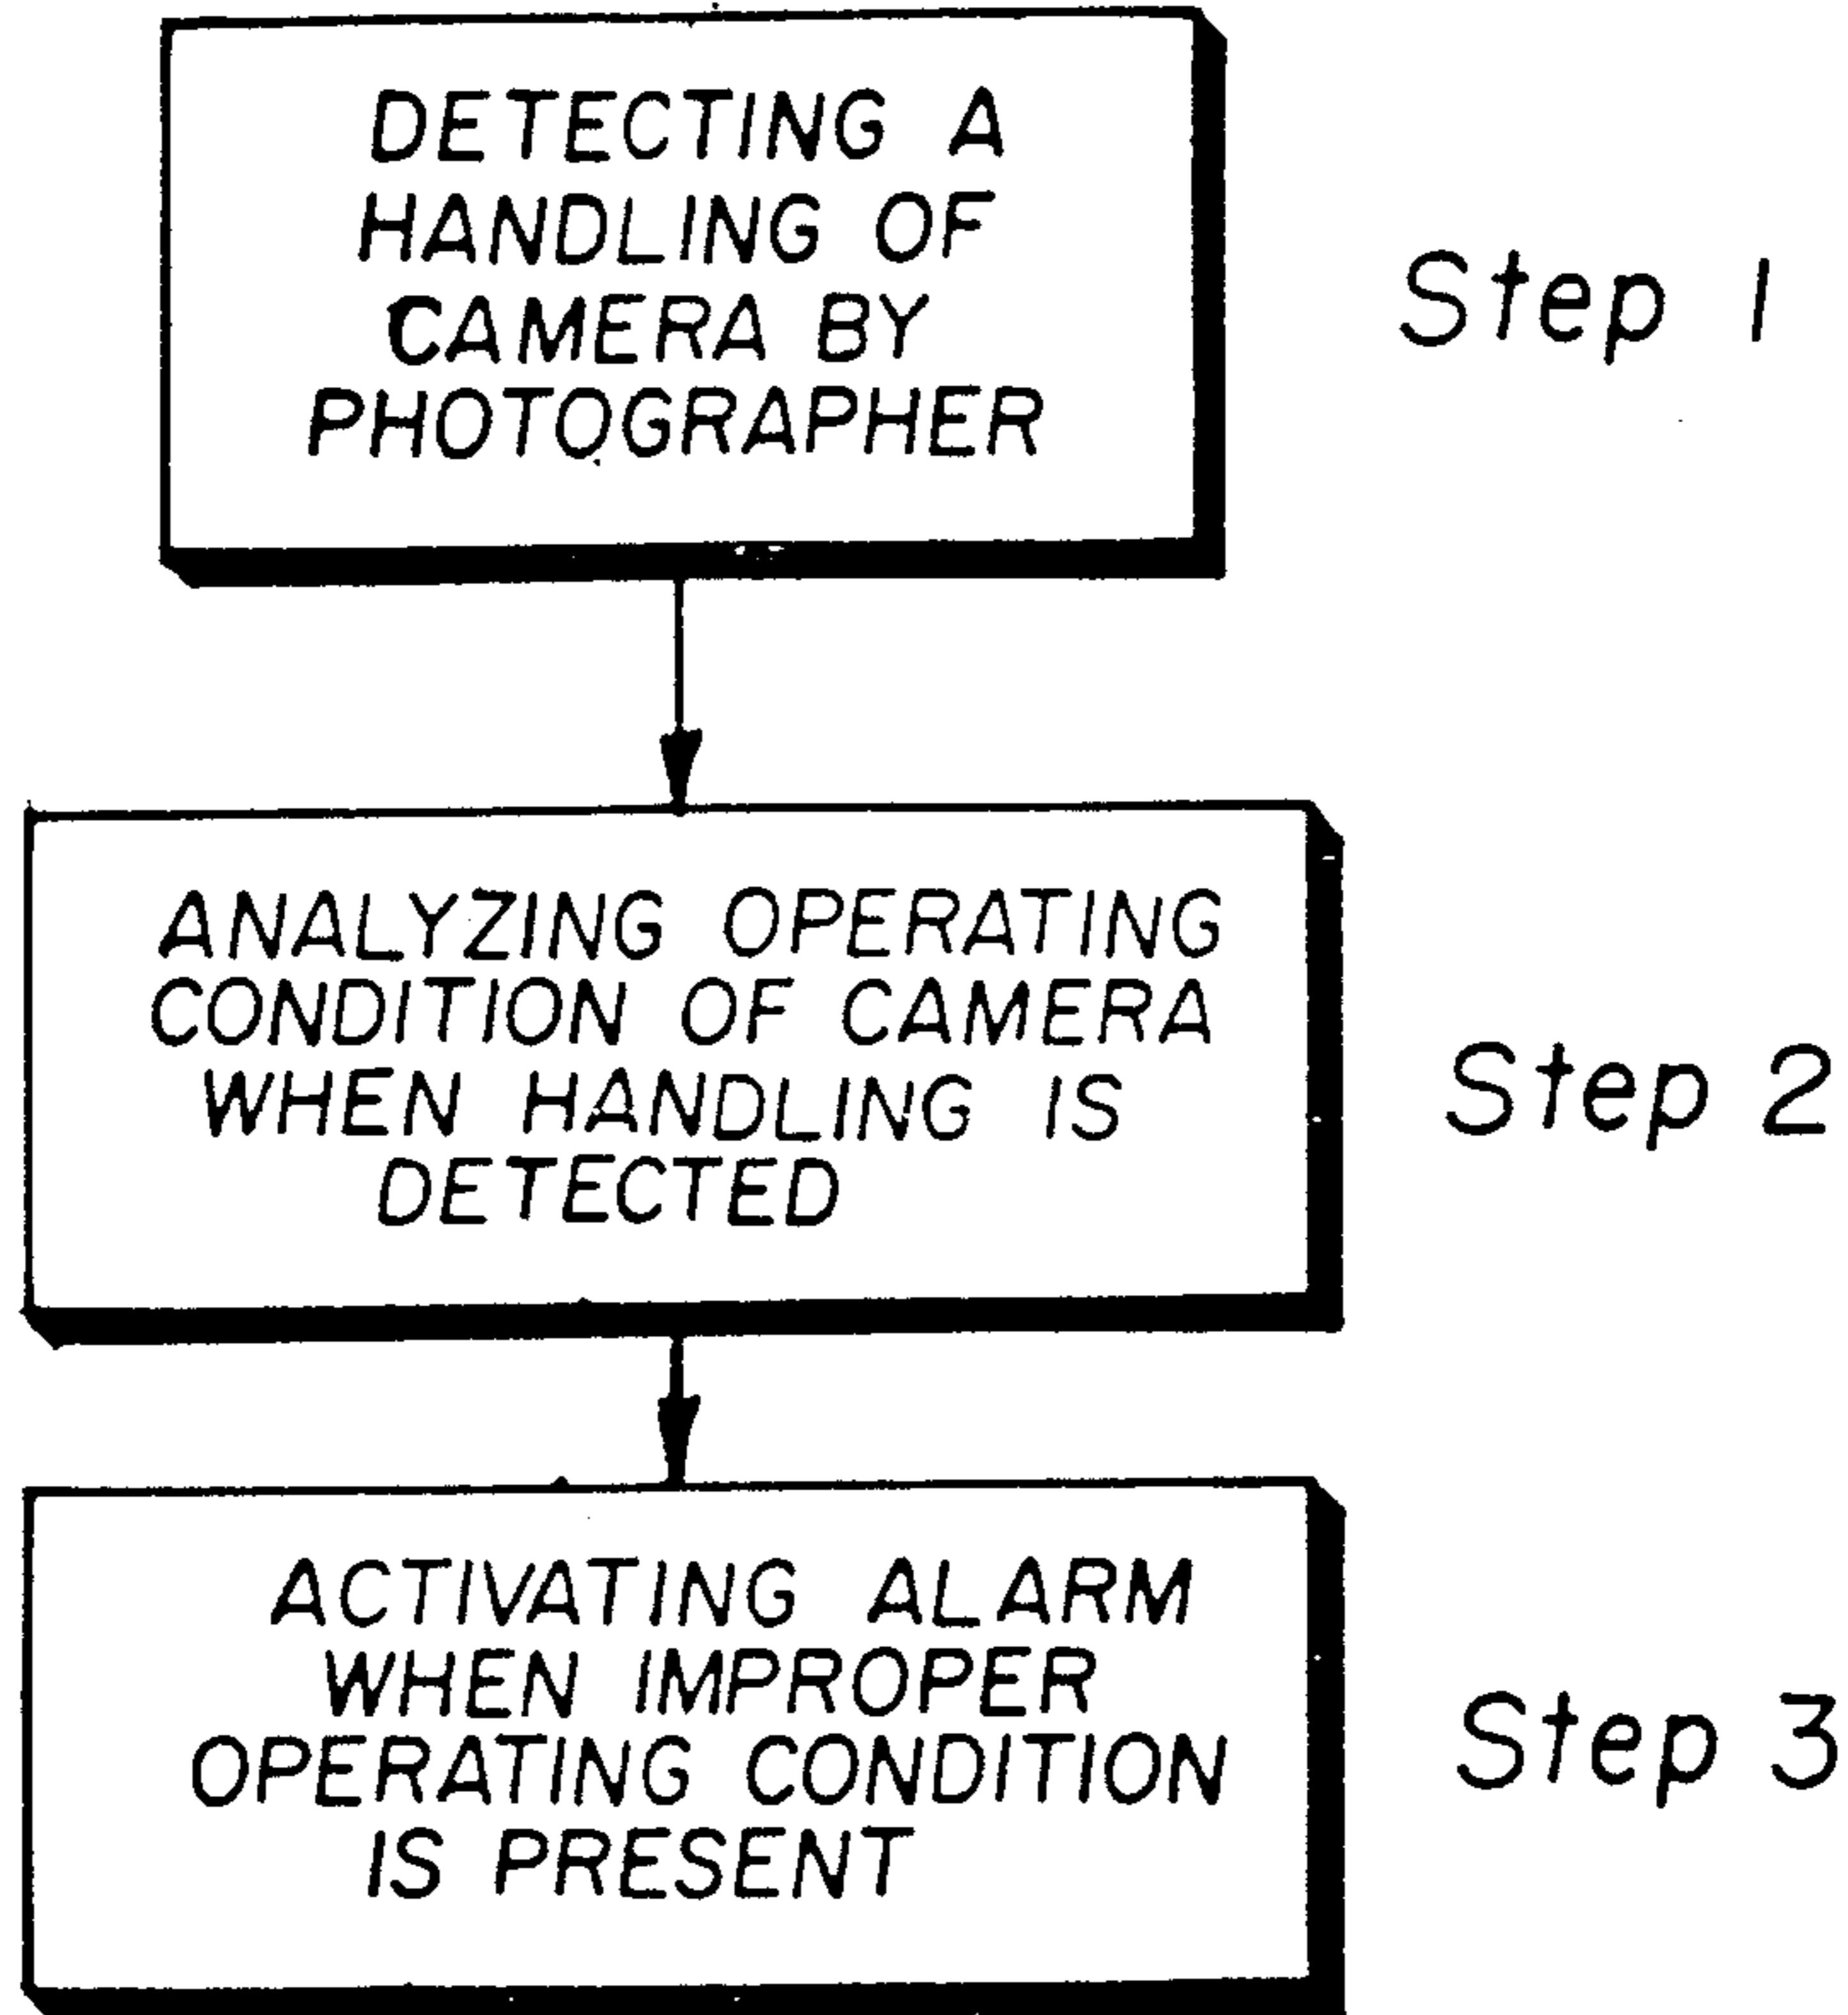 DETECTING A
HANDLING OF
CAMERA BY
PHOTOGRAPHER
Step 1
ANALYZING OPERATING
CONDITION OF CAMERA
WHEN HANDLING IS
DETECTED
Step 2
ACTIVATING ALARM
WHEN IMPROPER
OPERATING CONDITION
IS PRESENT
Step 3